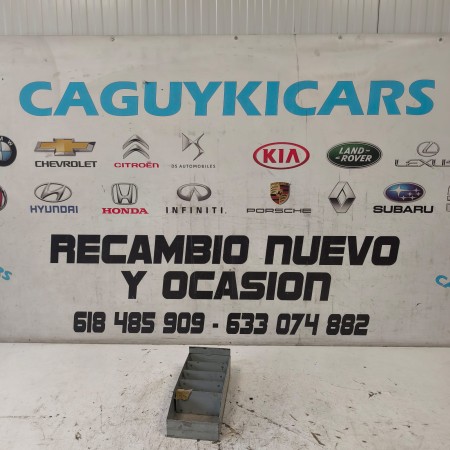 CAGUYKICARS
CHEVROLET
CITROËN
DS AUTOMOBILES
KIA
LAND-ROVER
LEXUS
HYUNDAI
HONDA
INFINITI
PORSCHE
RENAULT
SUBARU
RECAMBIO NUEVO
Y OCASION
618 485 909 - 633 074 882